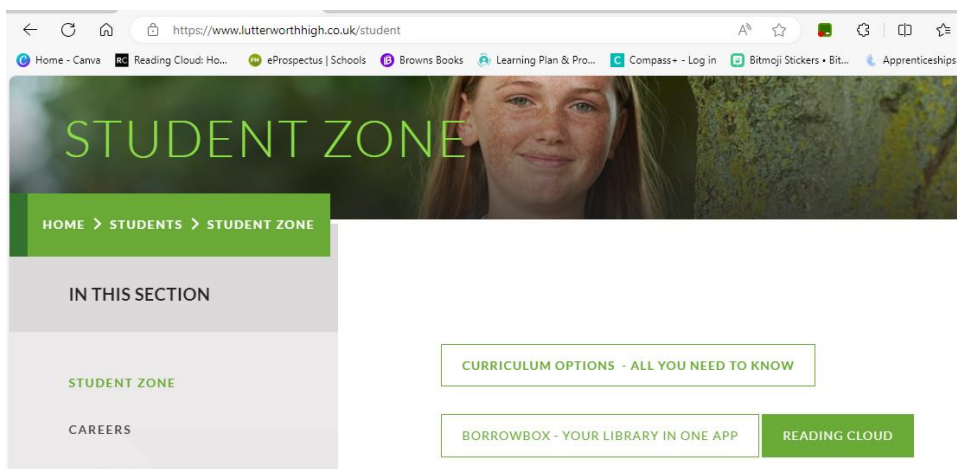 https://www.lutterworthhigh.co.uk/student
Home - Canva RC Reading Cloud: Ho... eProspectus | Schools Browns Books Learning Plan & Pro... Compass+ - Log in Bitmoji Stickers • Bit... Apprenticeships
STUDENT ZONE
HOME > STUDENTS > STUDENT ZONE
IN THIS SECTION
CURRICULUM OPTIONS - ALL YOU NEED TO KNOW
STUDENT ZONE
CAREERS
BORROWBOX - YOUR LIBRARY IN ONE APP READING CLOUD